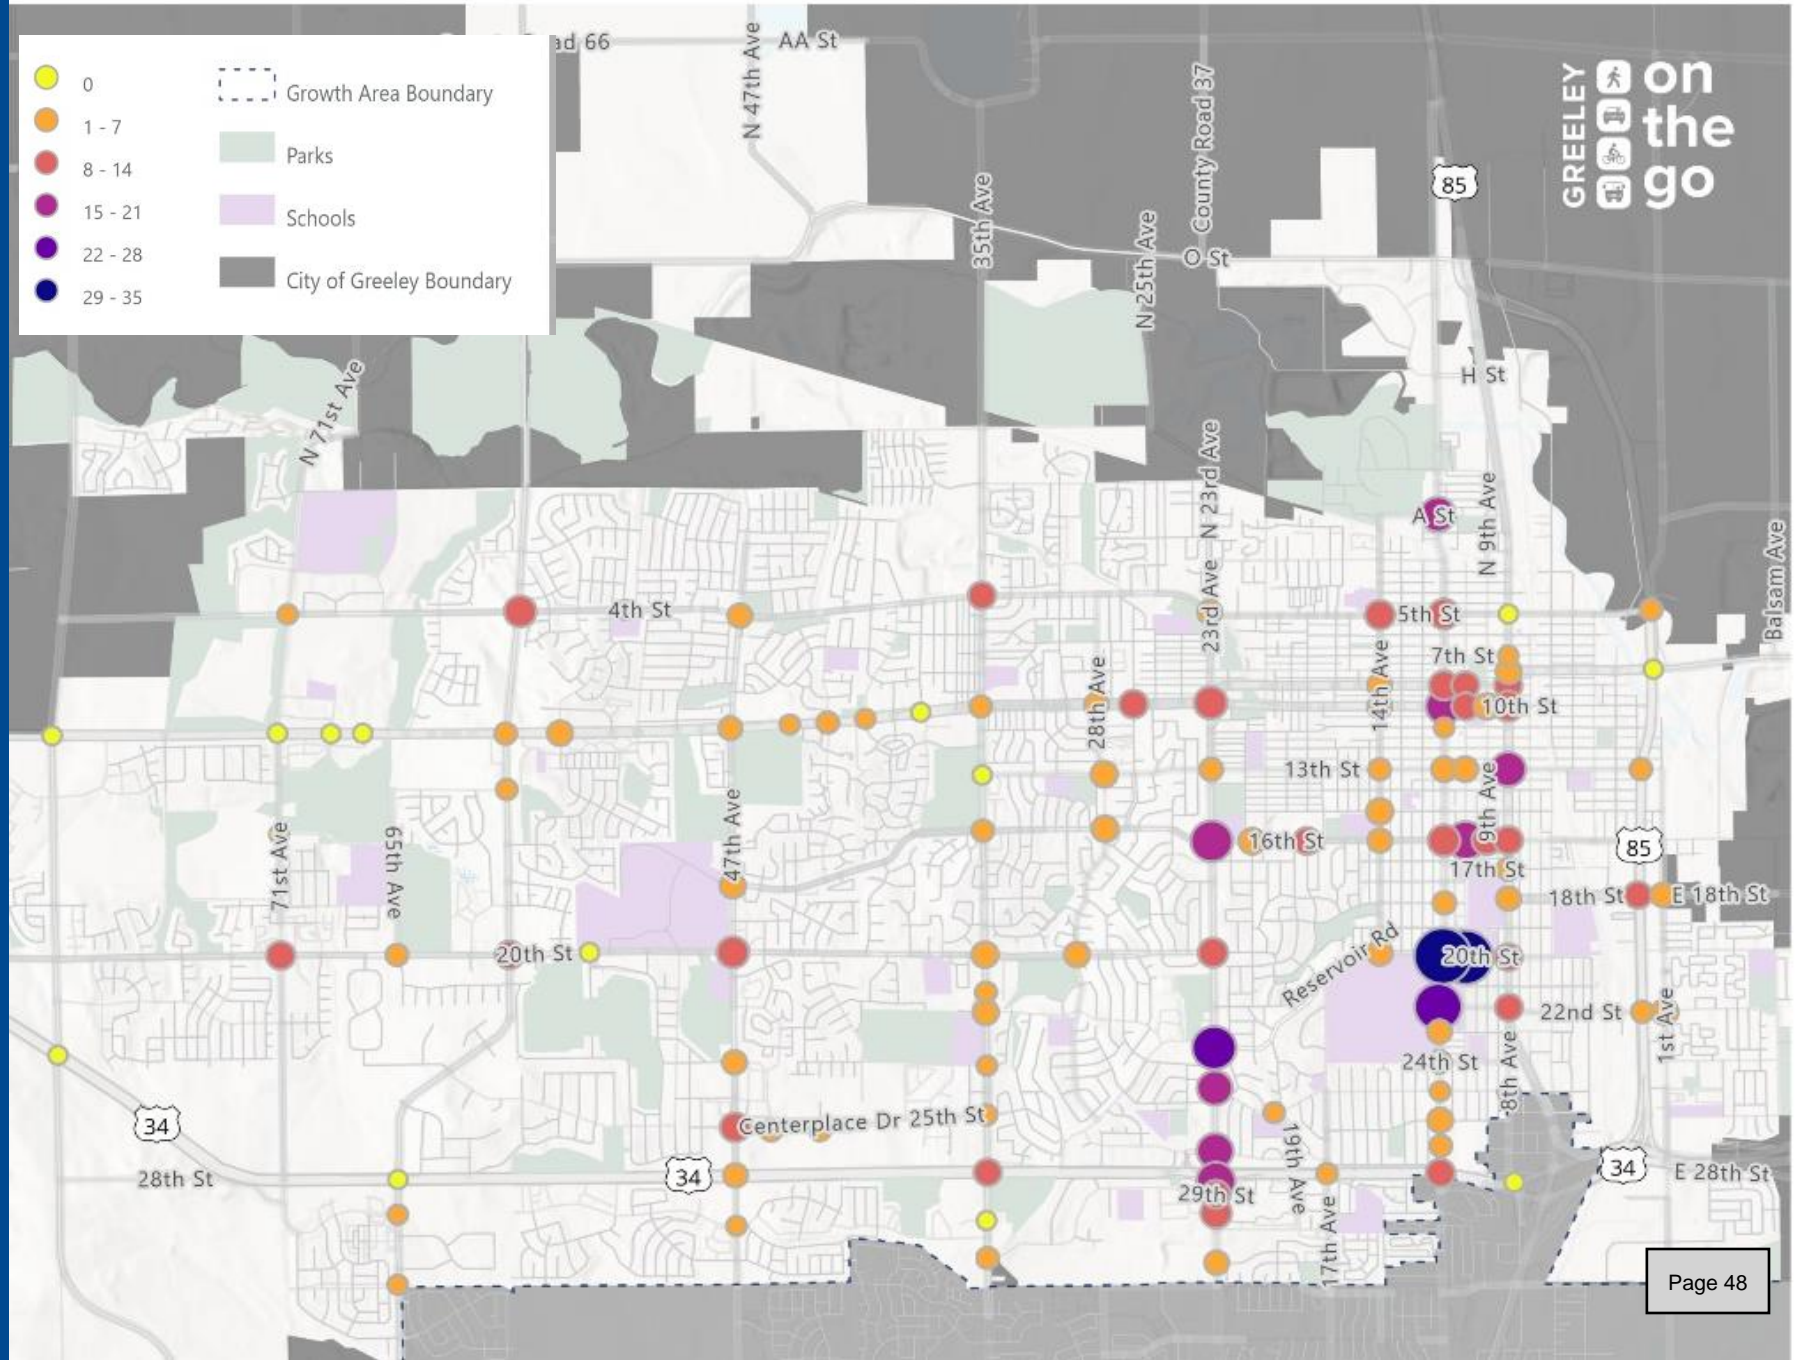 0
1 - 7
8 - 14
15 - 21
22 - 28
29 - 35
Growth Area Boundary
Parks
Schools
City of Greeley Boundary
ad 66
N 47th Ave
AA St
35th Ave
County Road 37
N 25th Ave
O St
85
GREELEY
on
the
go
H St
N 71st Ave
N 23rd Ave
A St
N 9th Ave
Balsam Ave
4th St
23rd Ave
5th St
7th St
28th Ave
14th Ave
10th St
13th St
9th Ave
47th Ave
71st Ave
65th Ave
16th St
85
17th St
18th St
E 18th St
20th St
Reservoir Rd
20th St
22nd St
1st Ave
24th St
8th Ave
34
Centerplace Dr
25th St
28th St
34
29th St
19th Ave
17th Ave
34
E 28th St
Page 48